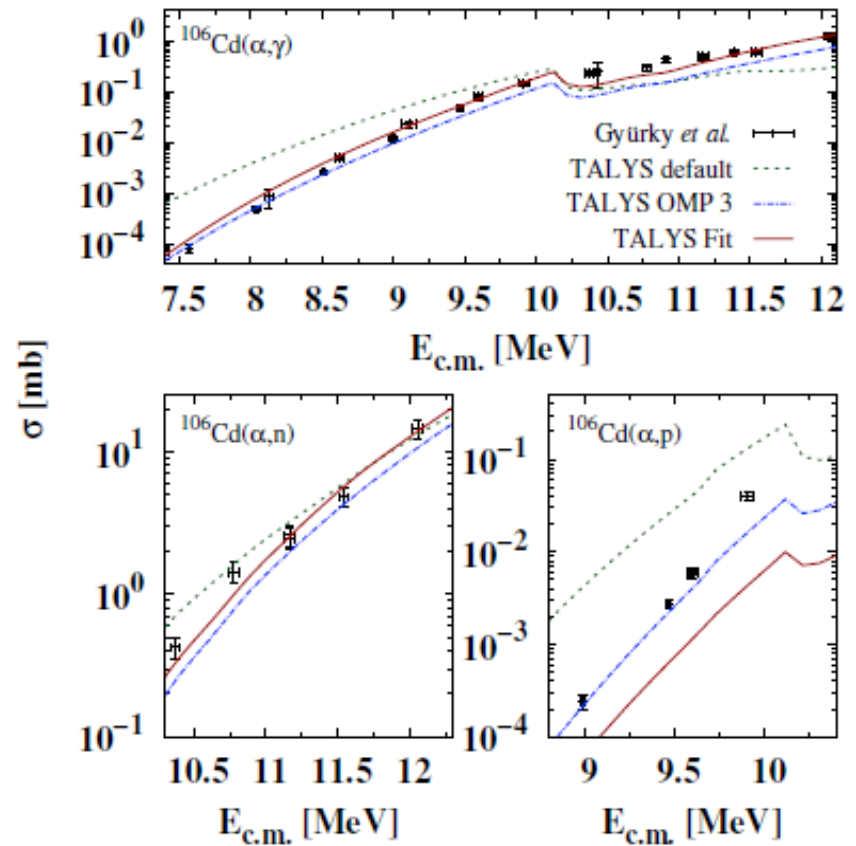 ¹⁰⁶Cd(α,γ)
10⁰
10⁻¹
10⁻²
10⁻³
10⁻⁴
Gyürky et al.
TALYS default
TALYS OMP 3
TALYS Fit
7.5 8 8.5 9 9.5 10 10.5 11 11.5 12
E_c.m. [MeV]
σ [mb]
¹⁰⁶Cd(α,n)
10¹
10⁰
10⁻¹
10.5 11 11.5 12
E_c.m. [MeV]
¹⁰⁶Cd(α,p)
10⁻¹
10⁻²
10⁻³
10⁻⁴
9 9.5 10
E_c.m. [MeV]